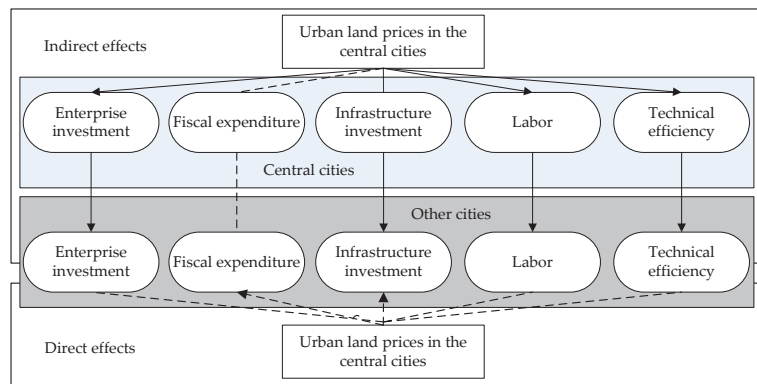 Indirect effects
Urban land prices in the
central cities
Enterprise
investment
Fiscal expenditure
Infrastructure
investment
Labor
Technical
efficiency
Central cities
Other cities
Enterprise
investment
Fiscal expenditure
Infrastructure
investment
Labor
Technical
efficiency
Urban land prices in the
central cities
Direct effects